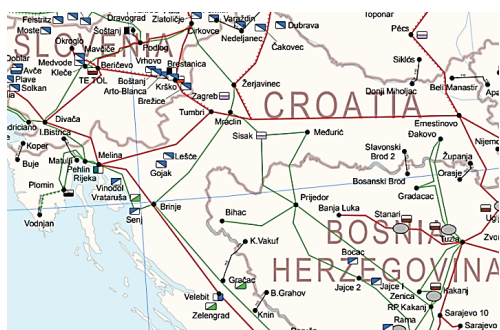 Feistritz
Dravograd
Šoštanj
Zlatoličje
Varaždin
Dubrava
Toponar
Moste
Cirkovce
Nedeljanec
Pécs
SLOVENIA
Okroglo
Mavčiče
Podlog
Čakovec
Siklós
Medvode
Vrhovo
Brestanica
Avče
Kleče
Beričevo
Plave
TE TOL
Boštanj
Krško
Žerjavinec
Donji Miholjac
Beli Manastir
Solkan
Arto-Blanca
Brežice
Zagreb
CROATIA
Tumbri
Mraclin
Ernestinovo
Divača
Il.Bistrica
Sisak
Međurić
Đakovo
Koper
Melina
Slavonski
Brod 2
Nijem
Buje
Matulji
Lešće
Županja
Pehlin
Rijeka
Gojak
Bosanski Brod
Orasje
Plomin
Vinodol
Vrataruša
Gradacac
Prijedor
Vodnjan
Senj
Brinje
Bihac
Banja Luka
Stanari
BOSNIA
Ugl
Tuzla
K.Vakuf
Bocac
HERZEGOVINA
Gračac
Jajce 1
Jajce 2
Kakanj
Velebit
B.Grahov
Zenica
RP Kakanj
Zelengrad
Knin
Sarajevo 10
Rama